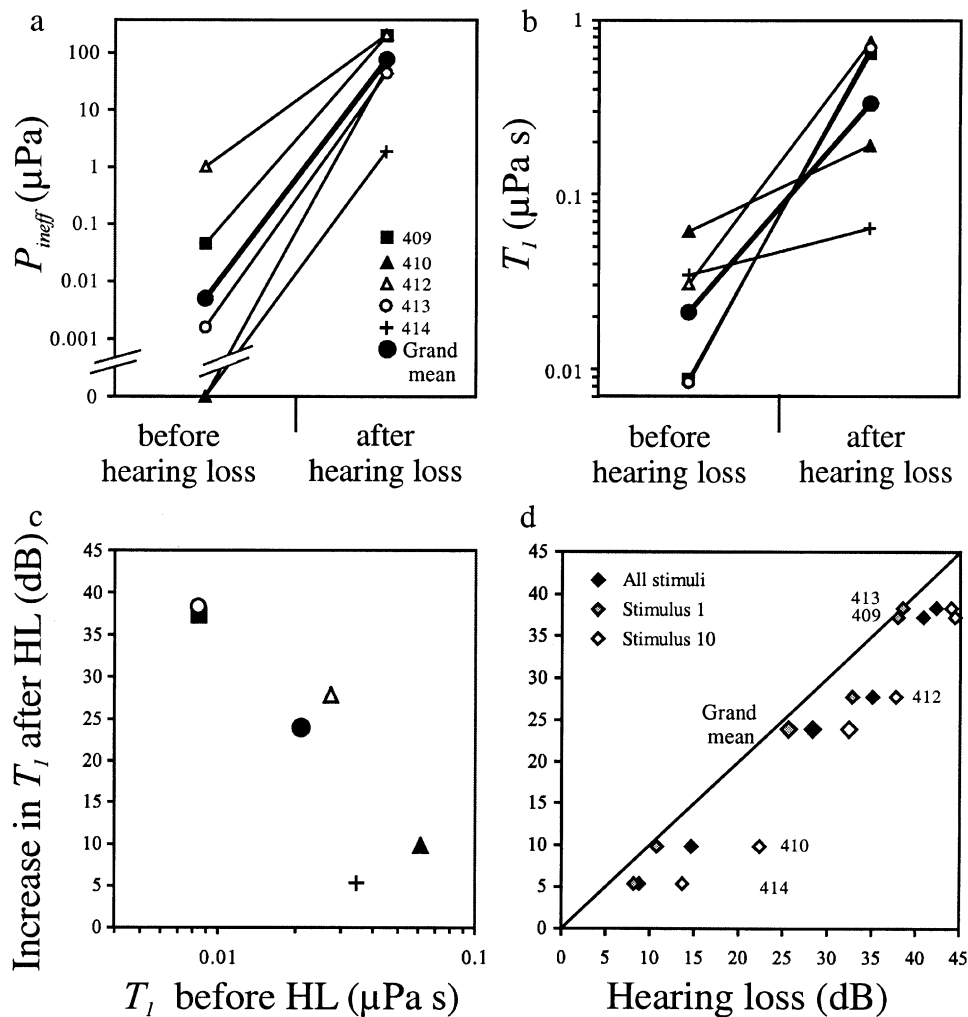 a
P_ineff (µPa)
100
10
1
0.1
0.01
0.001
0
409
410
412
413
414
Grand
mean
before
hearing loss
after
hearing loss
b
T_1 (µPa s)
1
0.1
0.01
before
hearing loss
after
hearing loss
c
Increase in T_1 after HL (dB)
45
40
35
30
25
20
15
10
5
0
0.01
0.1
T_1 before HL (µPa s)
d
45
40
35
30
25
20
15
10
5
0
All stimuli
Stimulus 1
Stimulus 10
413
409
412
Grand
mean
410
414
0 5 10 15 20 25 30 35 40 45
Hearing loss (dB)